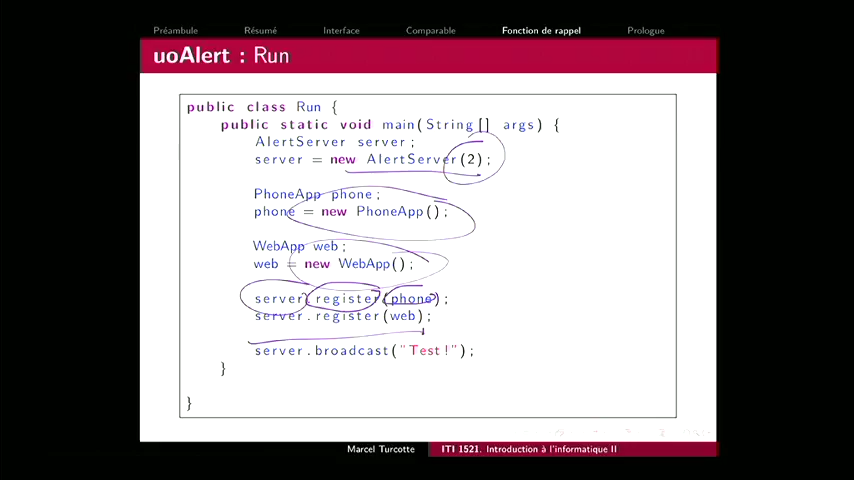 Préambule Résumé Interface Comparable Fonction de rappel Prologue
uoAlert : Run
public class Run {
public static void main(String[] args) {
AlertServer server;
server = new AlertServer(2);
PhoneApp phone;
phone = new PhoneApp();
WebApp web;
web = new WebApp();
server.register(phone);
server.register(web);
server.broadcast("Test!");
}
}
Marcel Turcotte ITI 1521. Introduction à l'informatique II